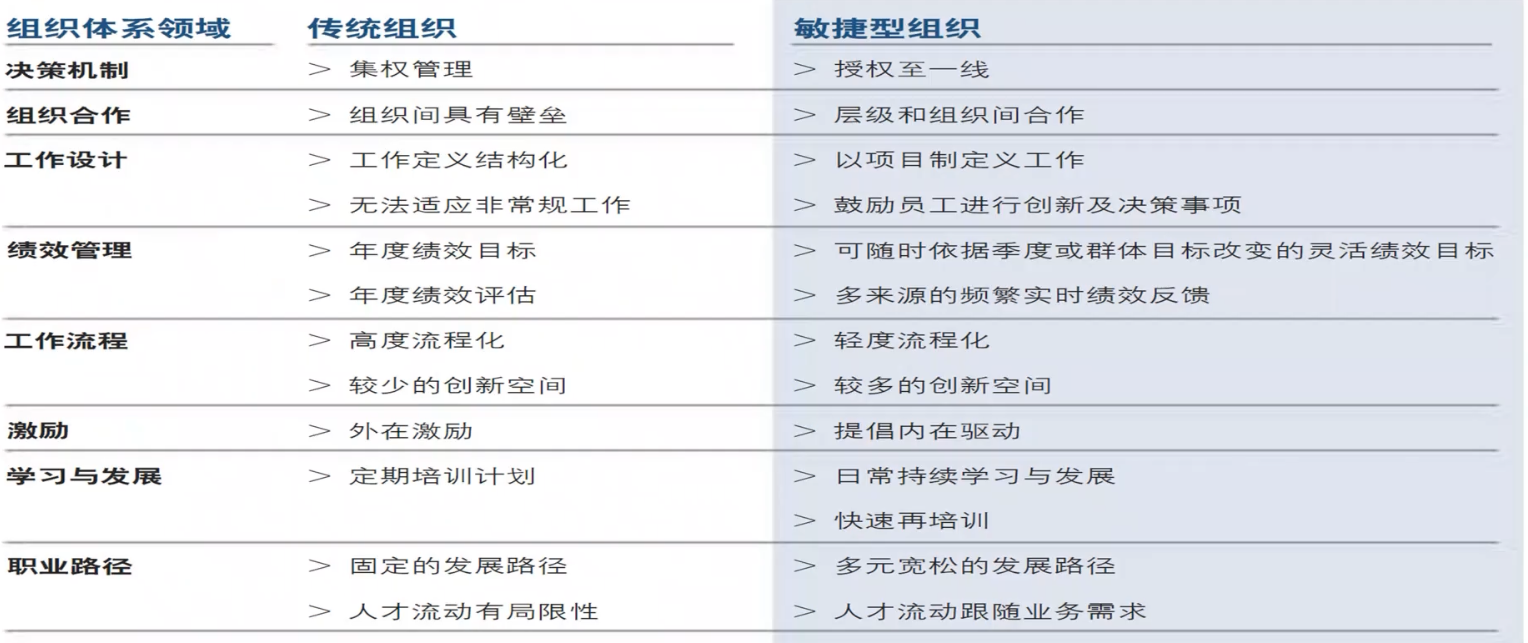 组织体系领域 传统组织 敏捷型组织
决策机制 > 集权管理 > 授权至一线
组织合作 > 组织间具有壁垒 > 层级和组织间合作
工作设计 > 工作定义结构化 > 以项目制定义工作
> 无法适应非常规工作 > 鼓励员工进行创新及决策事项
绩效管理 > 年度绩效目标 > 可随时依据季度或群体目标改变的灵活绩效目标
> 年度绩效评估 > 多来源的频繁实时绩效反馈
工作流程 > 高度流程化 > 轻度流程化
> 较少的创新空间 > 较多的创新空间
激励 > 外在激励 > 提倡内在驱动
学习与发展 > 定期培训计划 > 日常持续学习与发展
> 快速再培训
职业路径 > 固定的发展路径 > 多元宽松的发展路径
> 人才流动有局限性 > 人才流动跟随业务需求